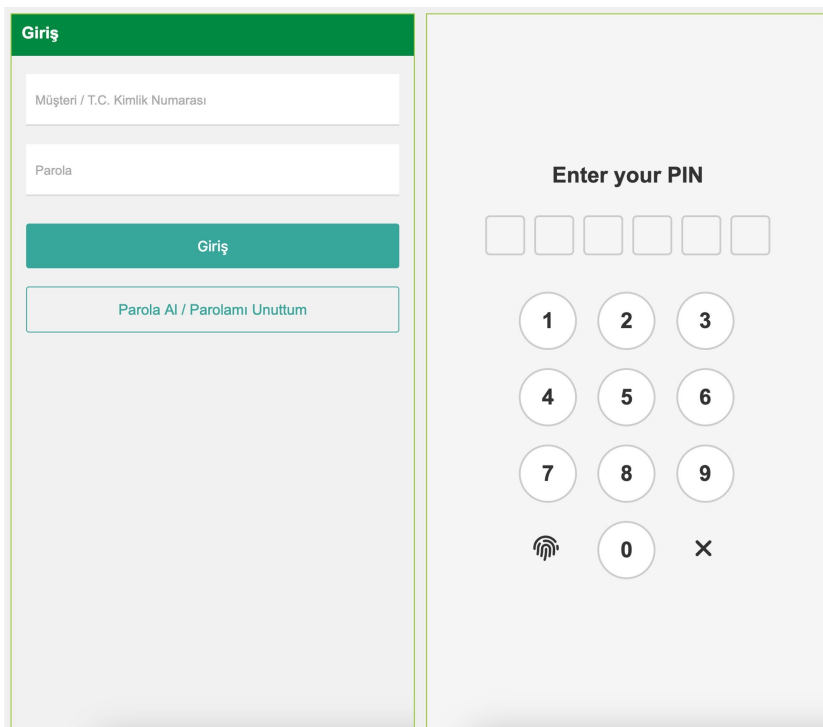 Giriş
Müşteri / T.C. Kimlik Numarası
Parola
Giriş
Parola Al / Parolamı Unuttum
Enter your PIN
1 2 3
4 5 6
7 8 9
0